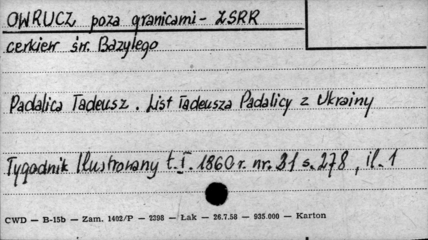 OWRUCZ poza granicami - ZSRR
cerkiew św. Bazylego
Padalica Tadeusz. List Tadeusza Padalicy z Ukrainy
Tygodnik Ilustrowany t. I. 1860 r. nr. 31 s. 278, il. 1
CWD — B-15b — Zam. 1402/P — 2398 — Łak — 26.7.58 — 935.000 — Karton